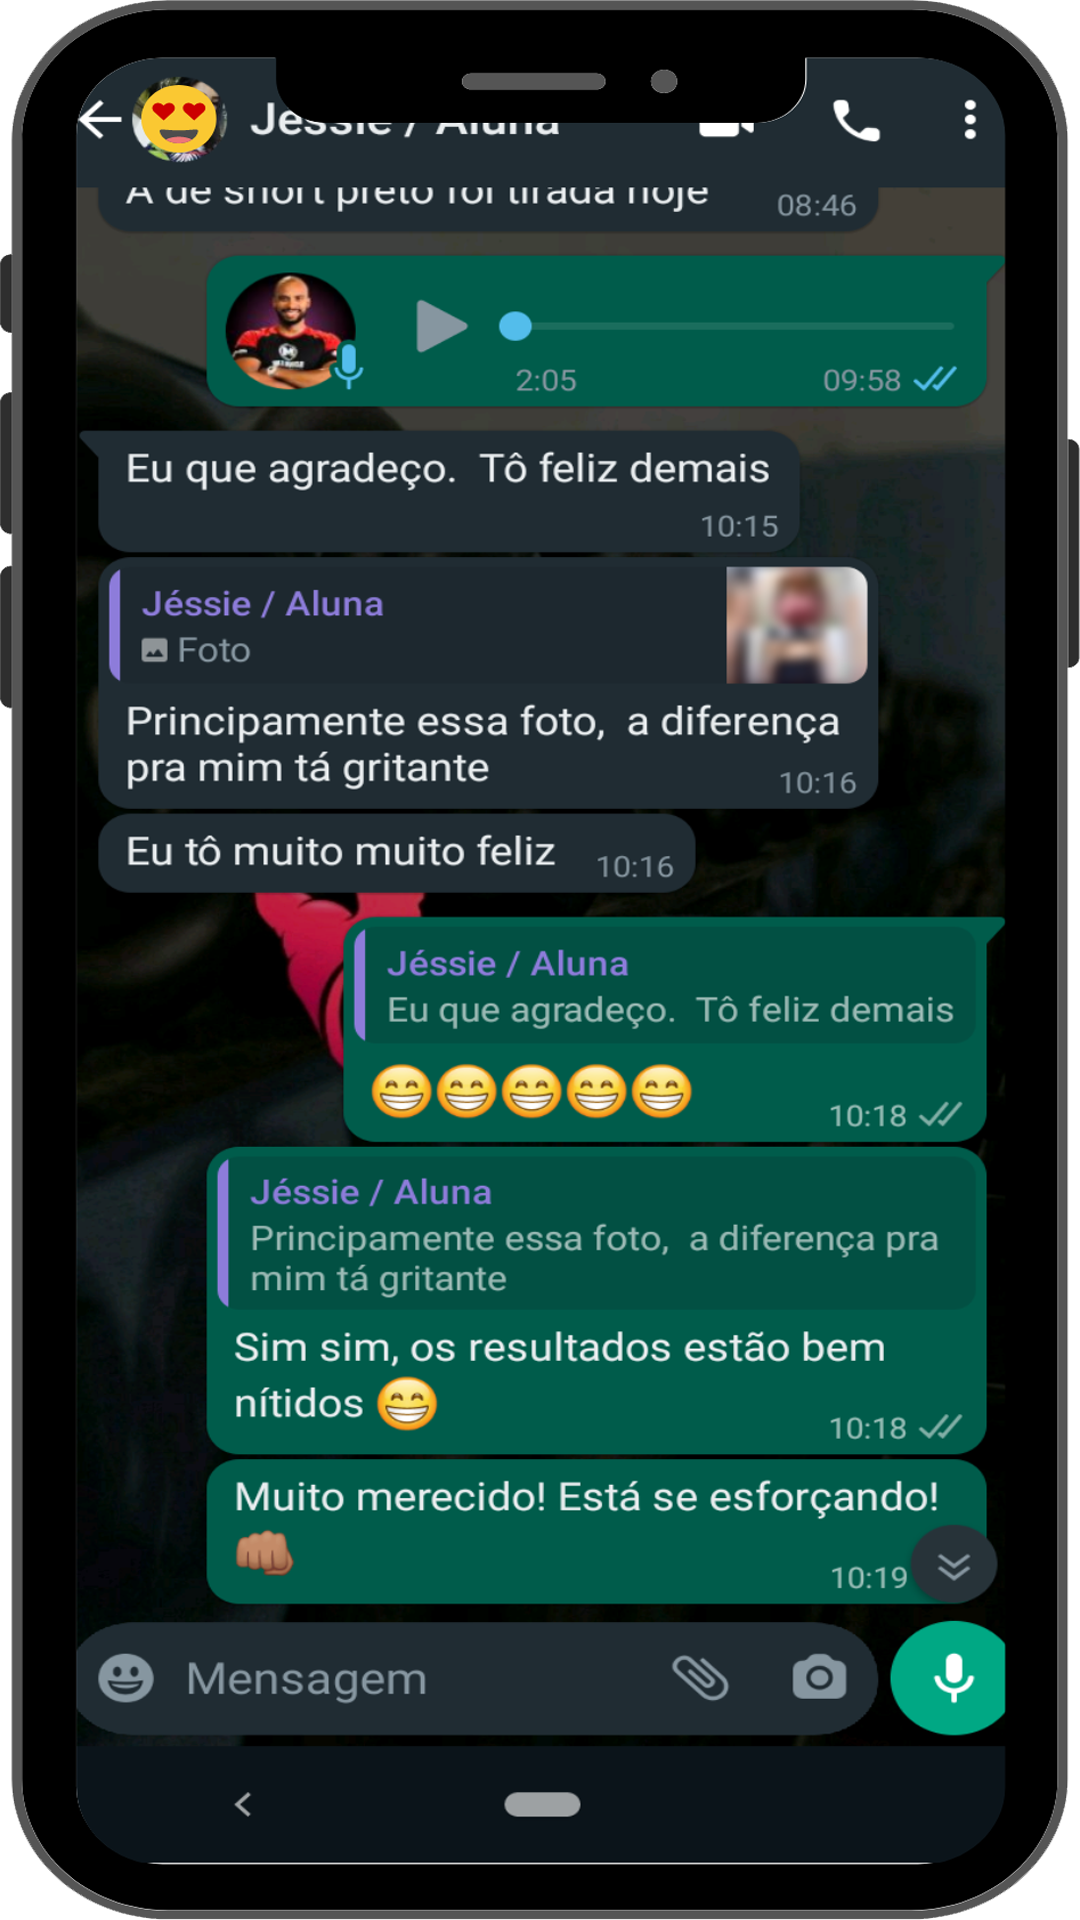 Jéssie / Aluna
A de short preto foi tirada hoje
08:46
2:05
09:58
Eu que agradeço.  Tô feliz demais
10:15
Jéssie / Aluna
Foto
Principamente essa foto,  a diferença
pra mim tá gritante
10:16
Eu tô muito muito feliz
10:16
Jéssie / Aluna
Eu que agradeço.  Tô feliz demais
😁😁😁😁😁
10:18
Jéssie / Aluna
Principamente essa foto,  a diferença pra
mim tá gritante
Sim sim, os resultados estão bem
nítidos 😁
10:18
Muito merecido! Está se esforçando!
👊🏽
10:19
Mensagem